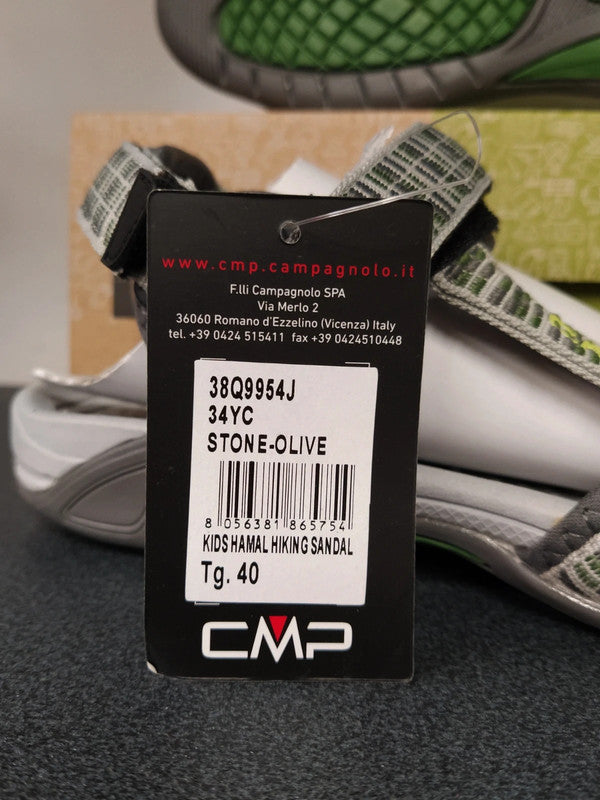 www.cmp.campagnolo.it
F.lli Campagnolo SPA
Via Merlo 2
36060 Romano d'Ezzelino (Vicenza) Italy
tel. +39 0424 515411 fax +39 0424510448
38Q9954J
34YC
STONE-OLIVE
8 056381 865754
KIDS HAMAL HIKING SANDAL
Tg. 40
CMP